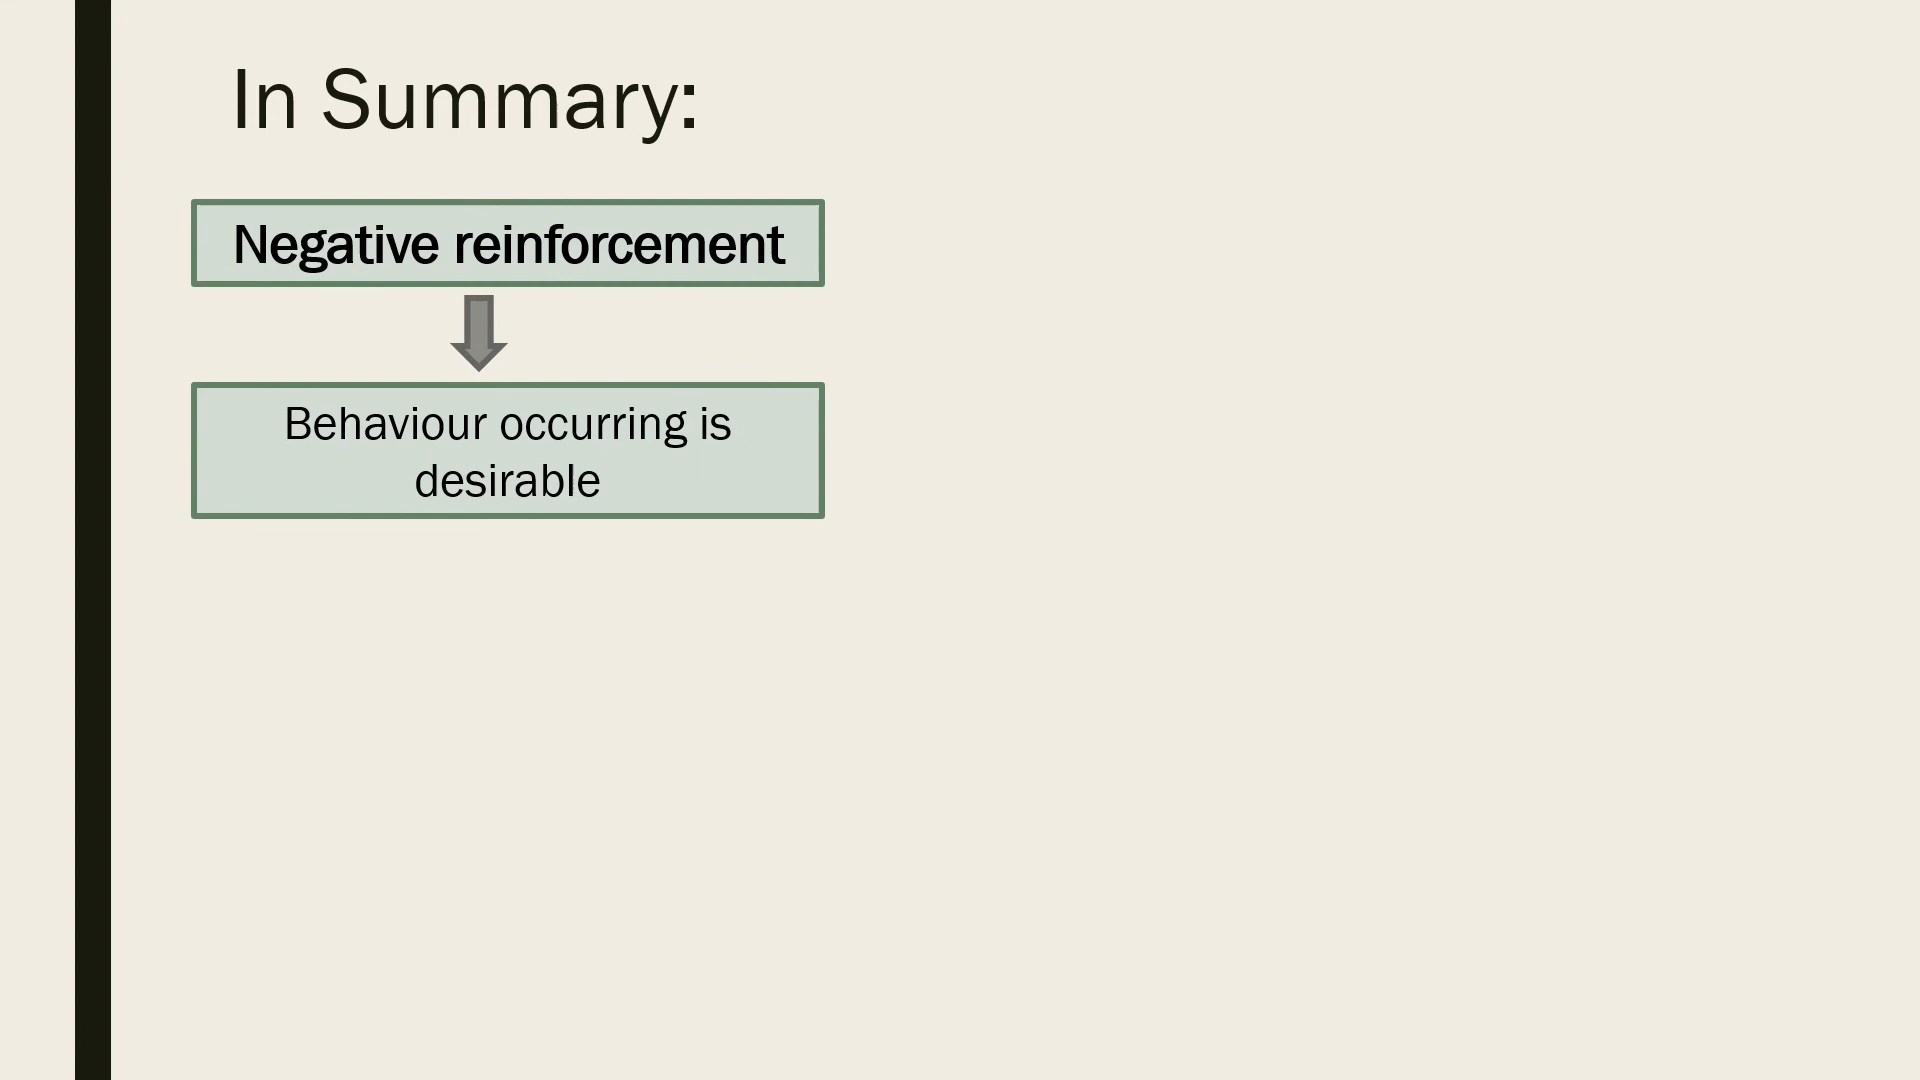 In Summary:
Negative reinforcement
Behaviour occurring is
desirable